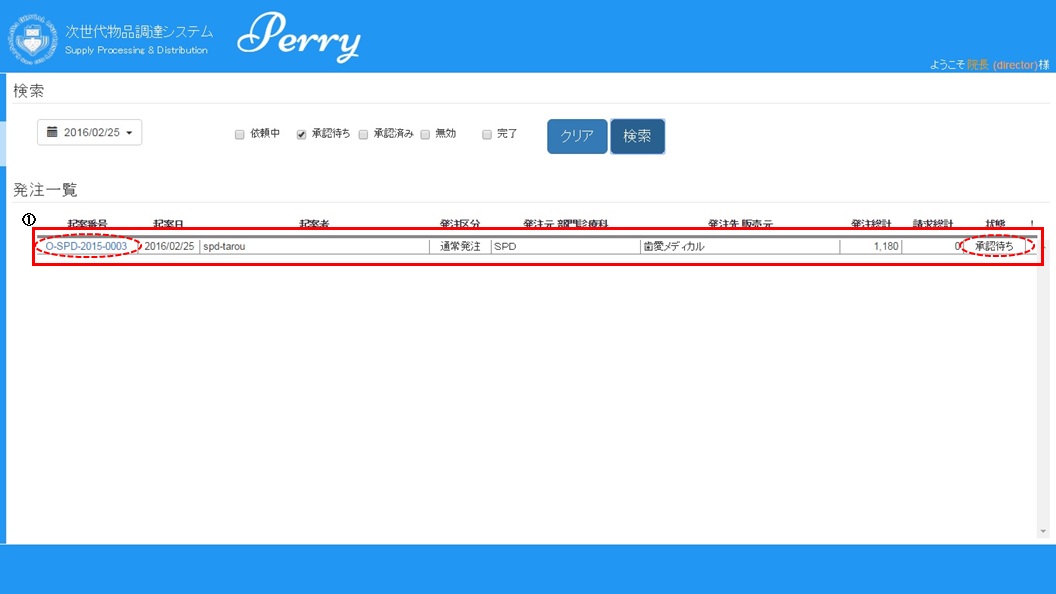 次世代物品調達システム
Supply Processing & Distribution
Perry
ようこそ院長 (director)様
検索
2016/02/25
依頼中 承認待ち 承認済み 無効 完了 クリア 検索
発注一覧
①
起案番号 起案日 起案者 発注区分 発注元 部門診療科 発注先 販売元 発注総計 請求総計 状態 !
O-SPD-2015-0003 2016/02/25 spd-tarou 通常発注 SPD 歯愛メディカル 1,180 0 承認待ち